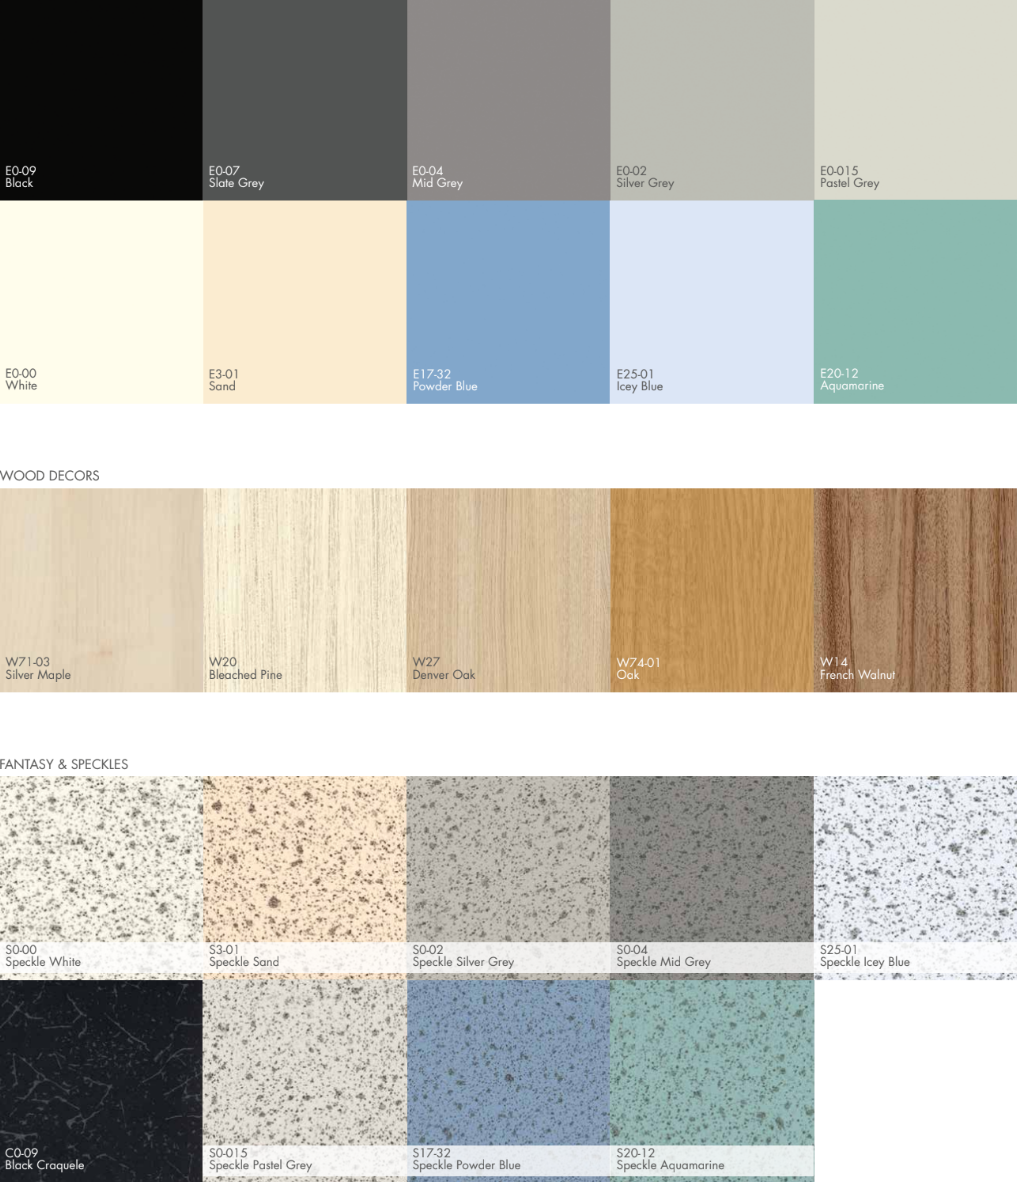 E0-09
Black
E0-07
Slate Grey
E0-04
Mid Grey
E0-02
Silver Grey
E0-015
Pastel Grey
E0-00
White
E3-01
Sand
E17-32
Powder Blue
E25-01
Icey Blue
E20-12
Aquamarine
WOOD DECORS
W71-03
Silver Maple
W20
Bleached Pine
W27
Denver Oak
W74-01
Oak
W14
French Walnut
FANTASY & SPECKLES
S0-00
Speckle White
S3-01
Speckle Sand
S0-02
Speckle Silver Grey
S0-04
Speckle Mid Grey
S25-01
Speckle Icey Blue
C0-09
Black Craquele
S0-015
Speckle Pastel Grey
S17-32
Speckle Powder Blue
S20-12
Speckle Aquamarine